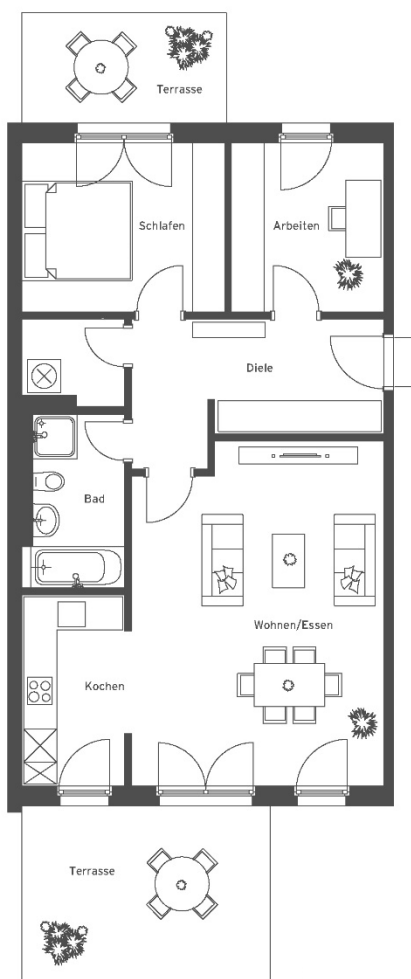 Terrasse
Schlafen
Arbeiten
Diele
Bad
Wohnen/Essen
Kochen
Terrasse